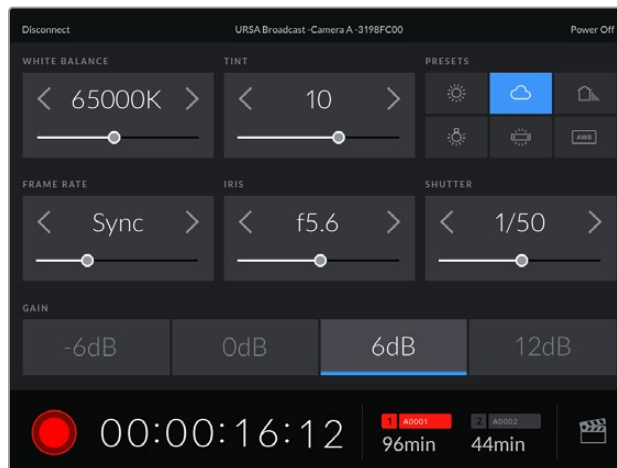 Disconnect URSA Broadcast -Camera A -3198FC00 Power Off
WHITE BALANCE TINT PRESETS
65000K 10
AWB
FRAME RATE IRIS SHUTTER
Sync f5.6 1/50
GAIN
-6dB 0dB 6dB 12dB
00:00:16:12
1 A0001 2 A0002
96min 44min